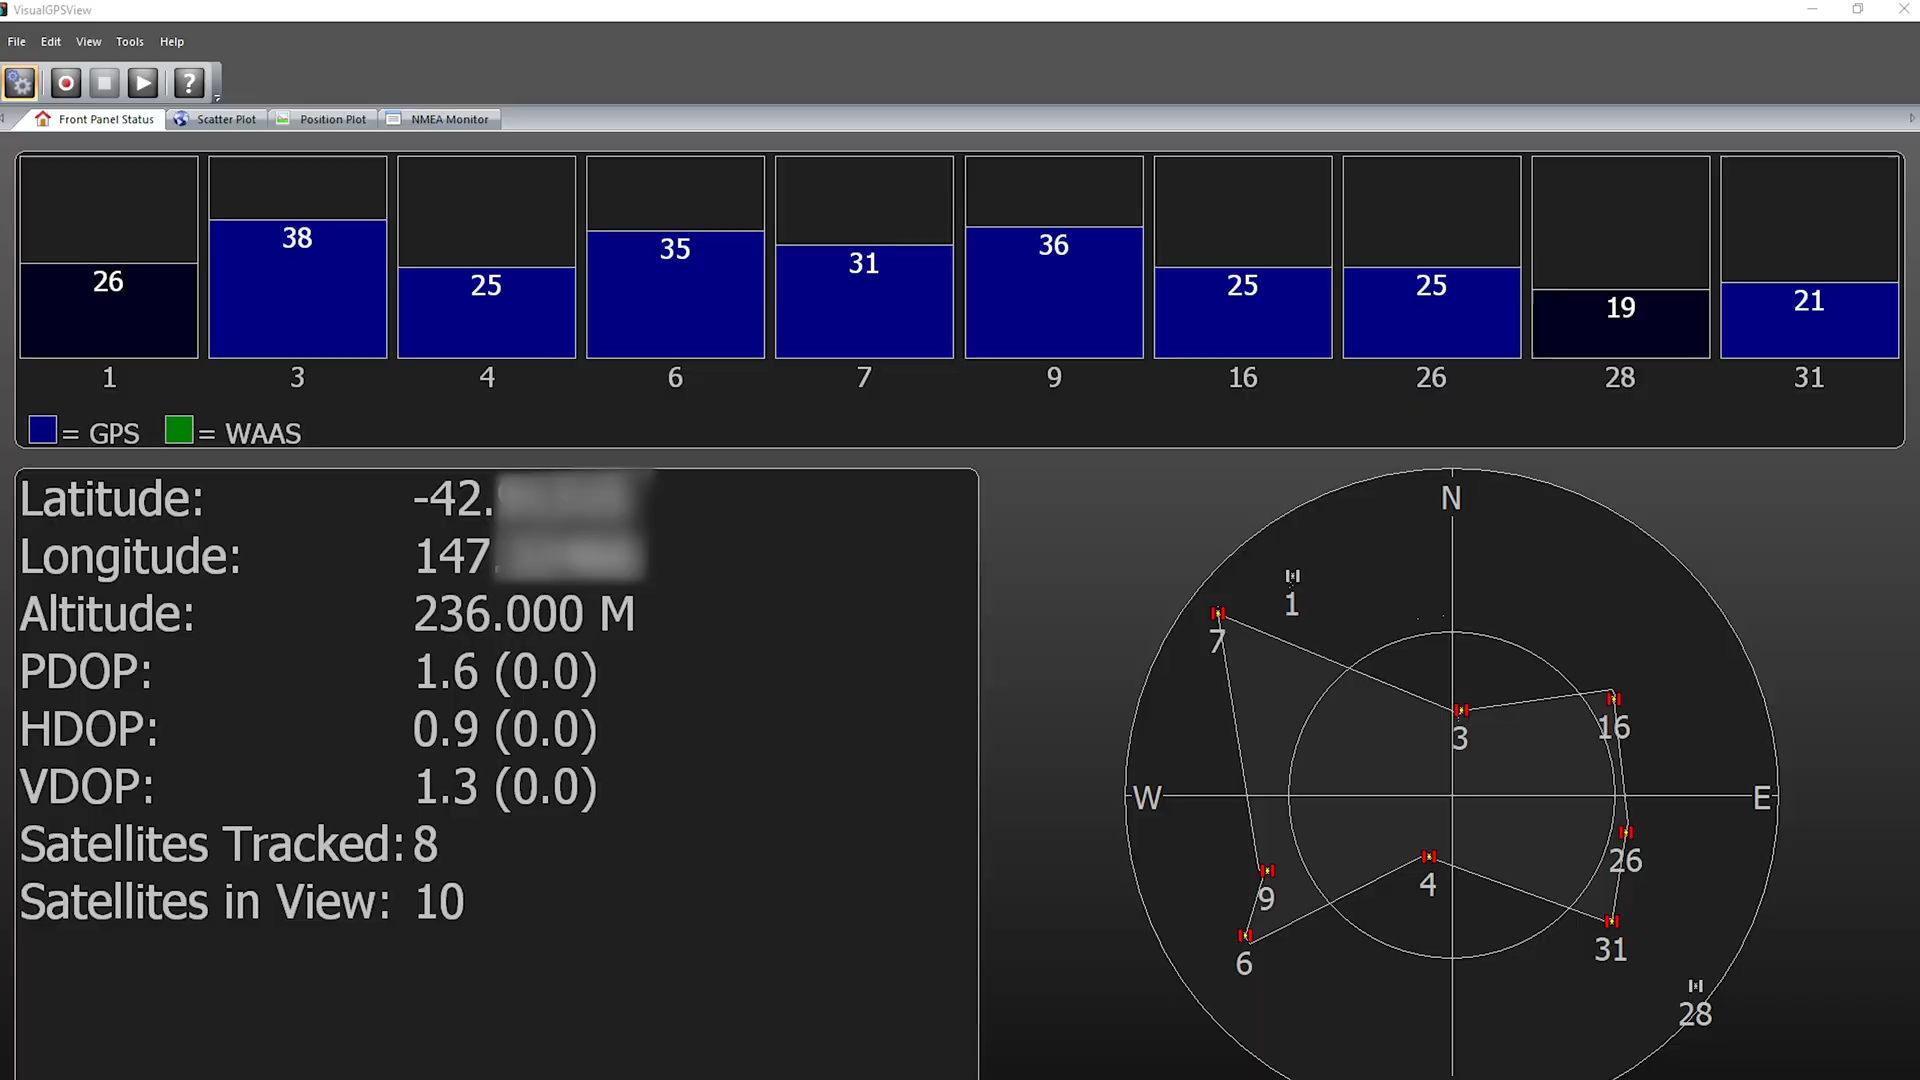 VisualGPSView
File Edit View Tools Help
Front Panel Status Scatter Plot Position Plot NMEA Monitor
26 38 25 35 31 36 25 25 19 21
1 3 4 6 7 9 16 26 28 31
= GPS = WAAS
Latitude: -42.
Longitude: 147
Altitude: 236.000 M
PDOP: 1.6 (0.0)
HDOP: 0.9 (0.0)
VDOP: 1.3 (0.0)
Satellites Tracked: 8
Satellites in View: 10
N
1
7
3
16
W
E
26
4
9
31
6
28